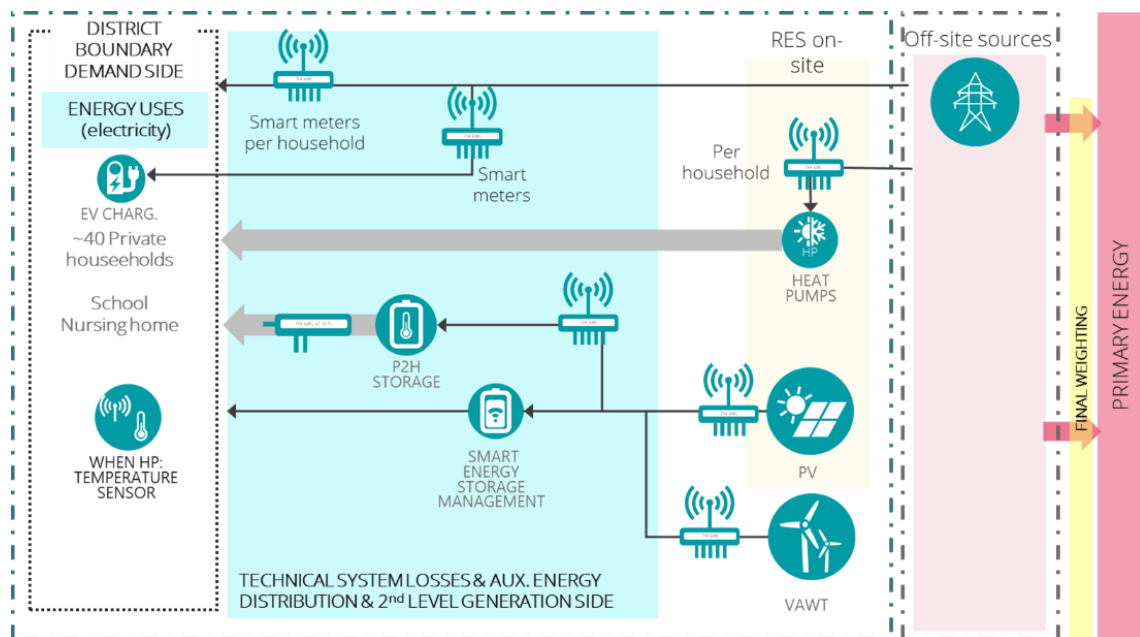 DISTRICT
BOUNDARY
DEMAND SIDE
ENERGY USES
(electricity)
EV CHARG.
~40 Private
househeolds
School
Nursing home
WHEN HP:
TEMPERATURE
SENSOR
Smart meters
per household
Smart
meters
P2H
STORAGE
SMART
ENERGY
STORAGE
MANAGEMENT
TECHNICAL SYSTEM LOSSES & AUX. ENERGY
DISTRIBUTION & 2nd LEVEL GENERATION SIDE
RES on-
site
Per
household
HP
HEAT
PUMPS
PV
VAWT
Off-site sources
FINAL WEIGHTING
PRIMARY ENERGY